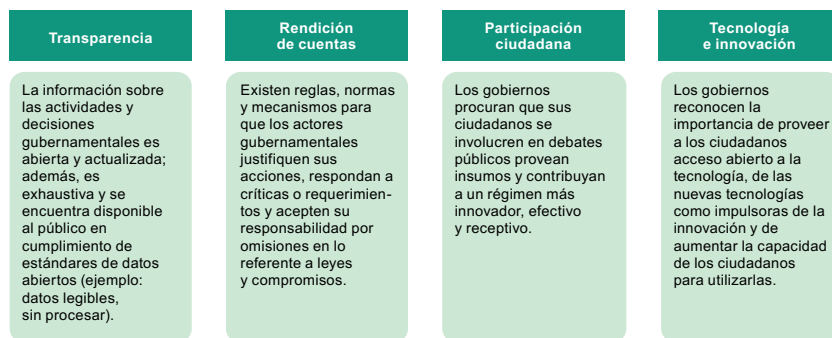 Transparencia
La información sobre
las actividades y
decisiones
gubernamentales es
abierta y actualizada;
además, es
exhaustiva y se
encuentra disponible
al público en
cumplimiento de
estándares de datos
abiertos (ejemplo:
datos legibles,
sin procesar).
Rendición
de cuentas
Existen reglas, normas
y mecanismos para
que los actores
gubernamentales
justifiquen sus
acciones, respondan a
críticas o requerimien-
tos y acepten su
responsabilidad por
omisiones en lo
referente a leyes
y compromisos.
Participación
ciudadana
Los gobiernos
procuran que sus
ciudadanos se
involucren en debates
públicos provean
insumos y contribuyan
a un régimen más
innovador, efectivo
y receptivo.
Tecnología
e innovación
Los gobiernos
reconocen la
importancia de proveer
a los ciudadanos
acceso abierto a la
tecnología, de las
nuevas tecnologías
como impulsoras de la
innovación y de
aumentar la capacidad
de los ciudadanos
para utilizarlas.